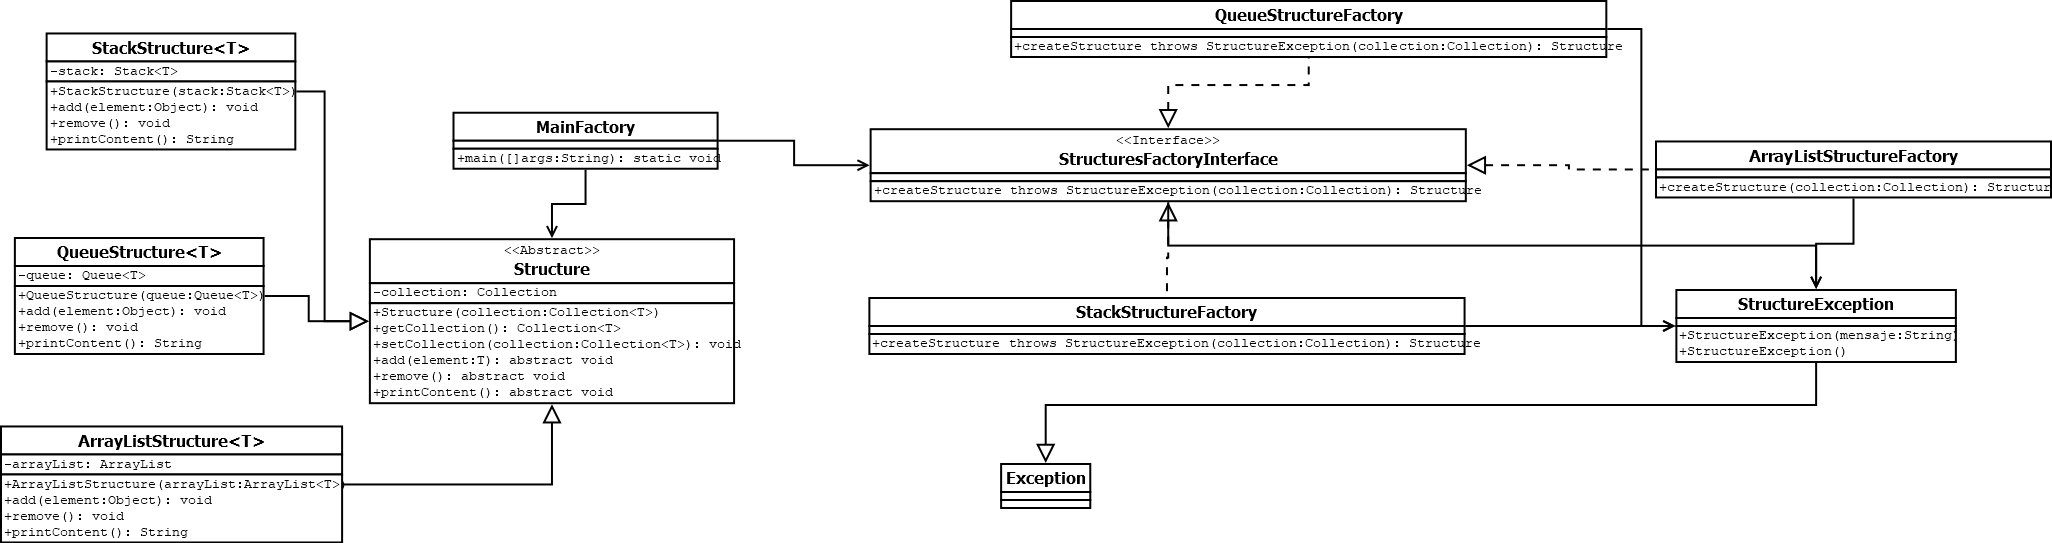 StackStructure<T>
-stack: Stack<T>
+StackStructure(stack:Stack<T>)
+add(element:Object): void
+remove(): void
+printContent(): String
QueueStructure<T>
-queue: Queue<T>
+QueueStructure(queue:Queue<T>)
+add(element:Object): void
+remove(): void
+printContent(): String
ArrayListStructure<T>
-arrayList: ArrayList
+ArrayListStructure(arrayList:ArrayList<T>)
+add(element:Object): void
+remove(): void
+printContent(): String
MainFactory
+main([]args:String): static void
<<Abstract>>
Structure
-collection: Collection
+Structure(collection:Collection<T>)
+getCollection(): Collection<T>
+setCollection(collection:Collection<T>): void
+add(element:T): abstract void
+remove(): abstract void
+printContent(): abstract void
QueueStructureFactory
+createStructure throws StructureException(collection:Collection): Structure
<<Interface>>
StructuresFactoryInterface
+createStructure throws StructureException(collection:Collection): Structure
StackStructureFactory
+createStructure throws StructureException(collection:Collection): Structure
ArrayListStructureFactory
+createStructure(collection:Collection): Structur
StructureException
+StructureException(mensaje:String)
+StructureException()
Exception